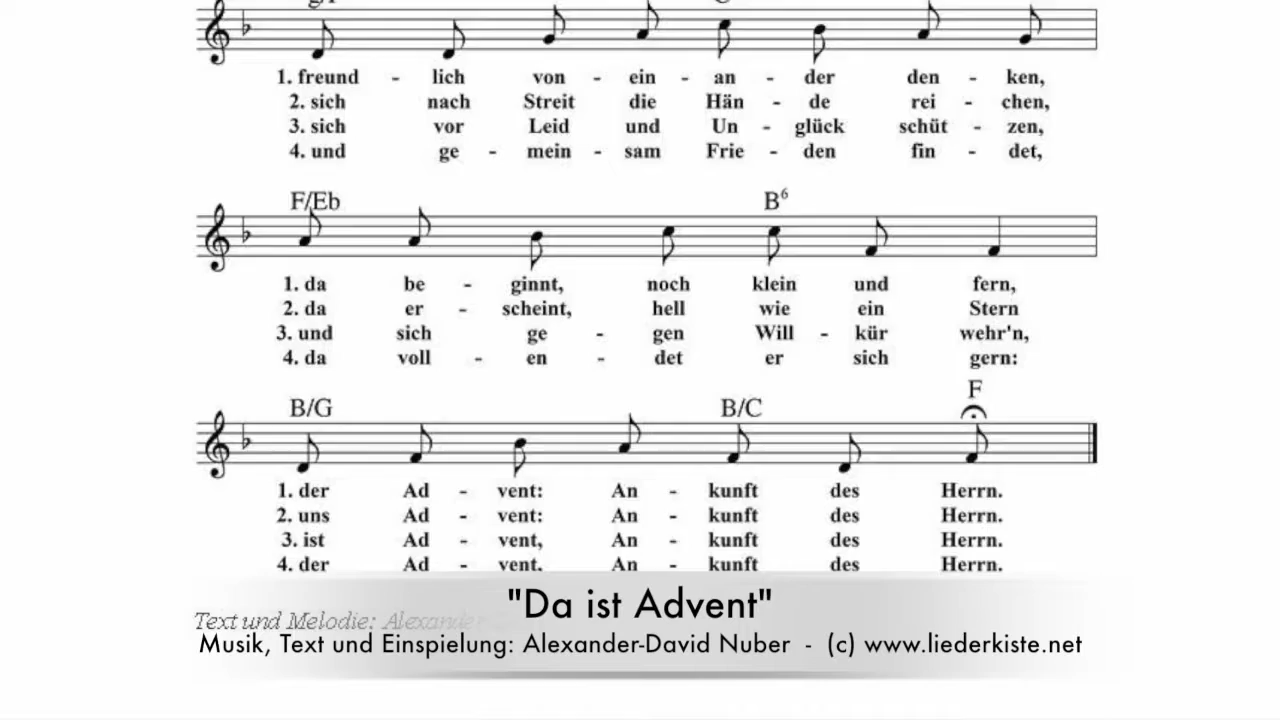 1. freund - lich von - ein - an - der den - ken,
2. sich nach Streit die Hän - de rei - chen,
3. sich vor Leid und Un - glück schüt - zen,
4. und ge - mein - sam Frie - den fin - det,
F/Eb B6
1. da be - ginnt, noch klein und fern,
2. da er - scheint, hell wie ein Stern
3. und sich ge - gen Will - kür wehr'n,
4. da voll - en - det er sich gern:
F
B/G B/C
1. der Ad - vent: An - kunft des Herrn.
2. uns Ad - vent: An - kunft des Herrn.
3. ist Ad - vent, An - kunft des Herrn.
4. der Ad - vent, An - kunft des Herrn.
"Da ist Advent"
Text und Melodie: Alexander
Musik, Text und Einspielung: Alexander-David Nuber - (c) www.liederkiste.net